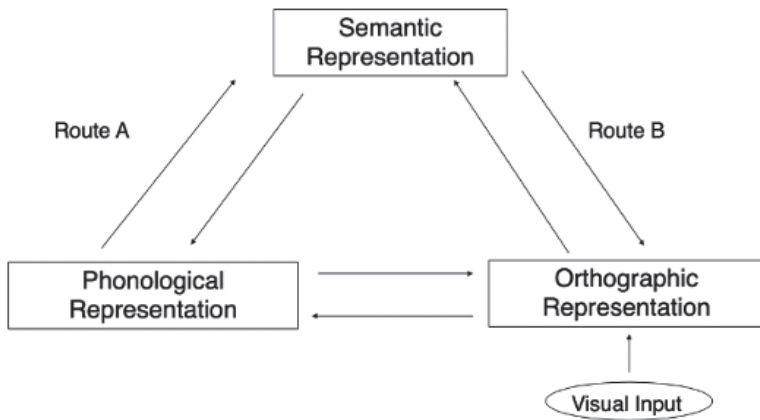 Semantic
Representation
Route A
Route B
Phonological
Representation
Orthographic
Representation
Visual Input